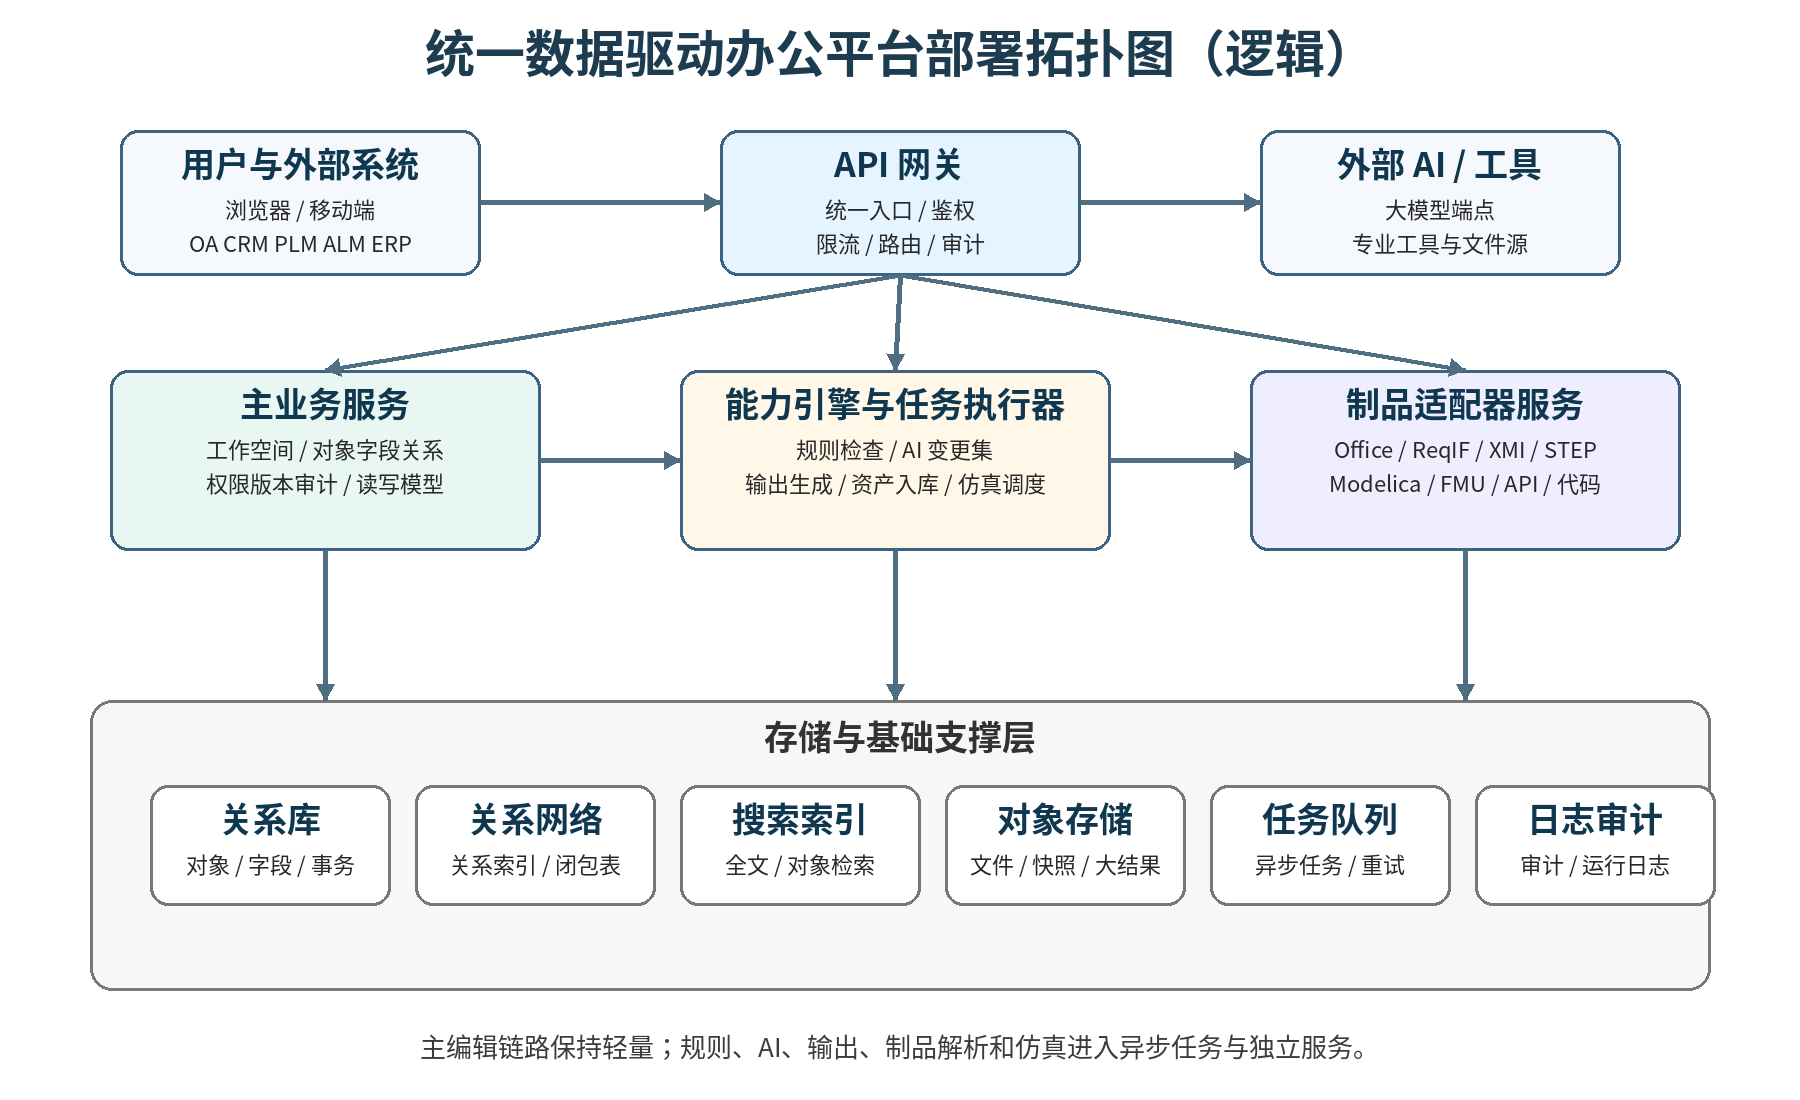 统一数据驱动办公平台部署拓扑图（逻辑）
用户与外部系统
浏览器 / 移动端
OA CRM PLM ALM ERP
API 网关
统一入口 / 鉴权
限流 / 路由 / 审计
外部 AI / 工具
大模型端点
专业工具与文件源
主业务服务
工作空间 / 对象字段关系
权限版本审计 / 读写模型
能力引擎与任务执行器
规则检查 / AI 变更集
输出生成 / 资产入库 / 仿真调度
制品适配器服务
Office / ReqIF / XMI / STEP
Modelica / FMU / API / 代码
存储与基础支撑层
关系库
对象 / 字段 / 事务
关系网络
关系索引 / 闭包表
搜索索引
全文 / 对象检索
对象存储
文件 / 快照 / 大结果
任务队列
异步任务 / 重试
日志审计
审计 / 运行日志
主编辑链路保持轻量；规则、AI、输出、制品解析和仿真进入异步任务与独立服务。